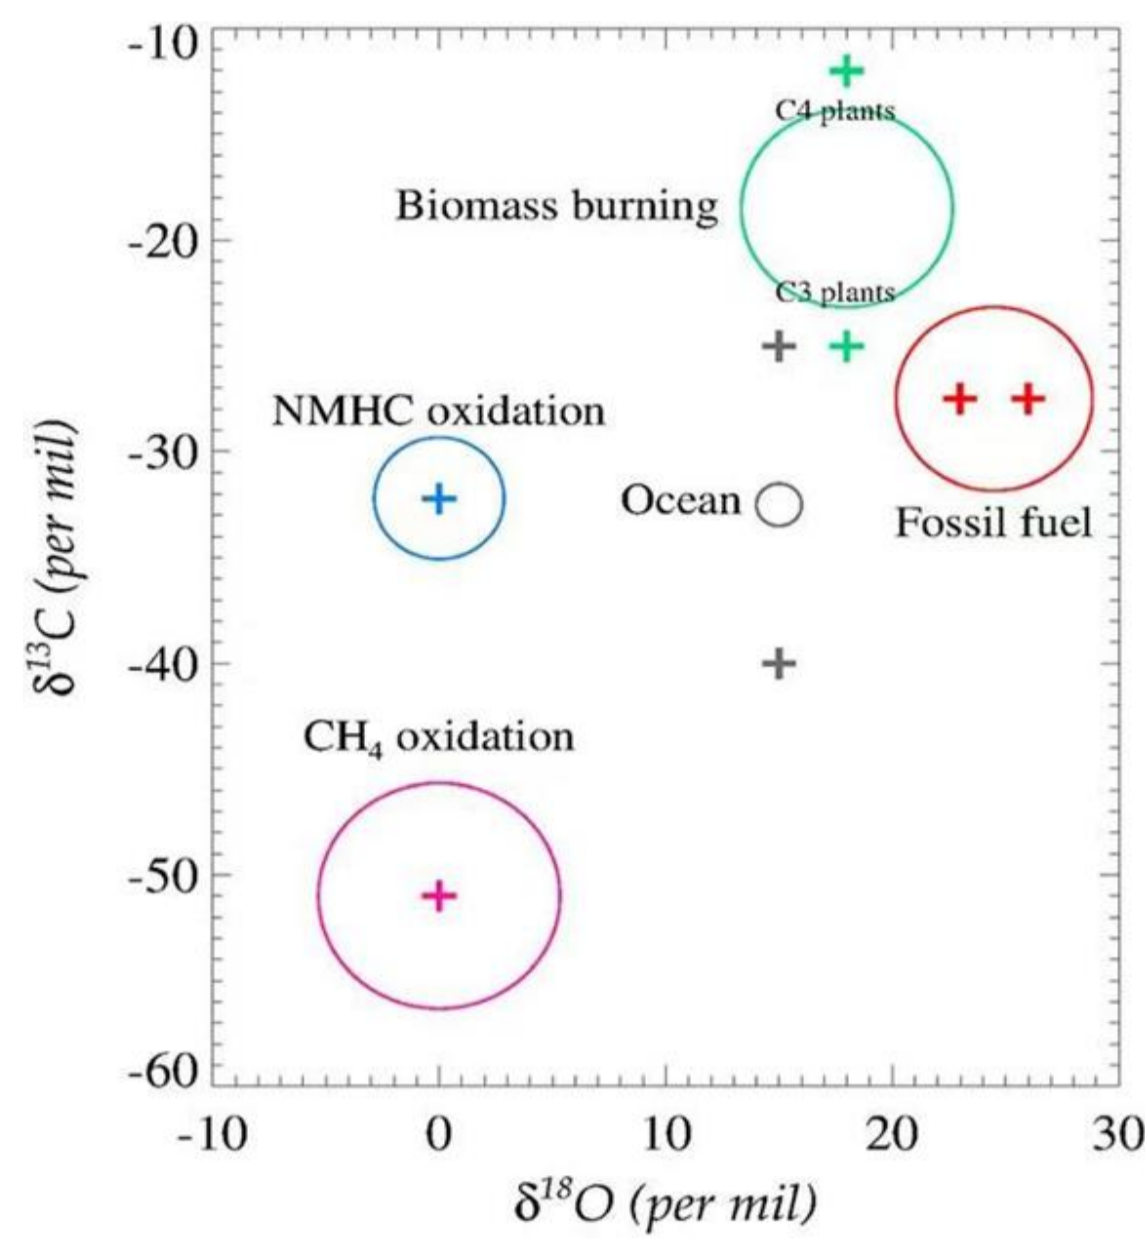 -10
C4 plants
Biomass burning
-20
C3 plants
NMHC oxidation
-30
Ocean
Fossil fuel
δ¹³C (per mil)
-40
CH₄ oxidation
-50
-60
-10 0 10 20 30
δ¹⁸O (per mil)